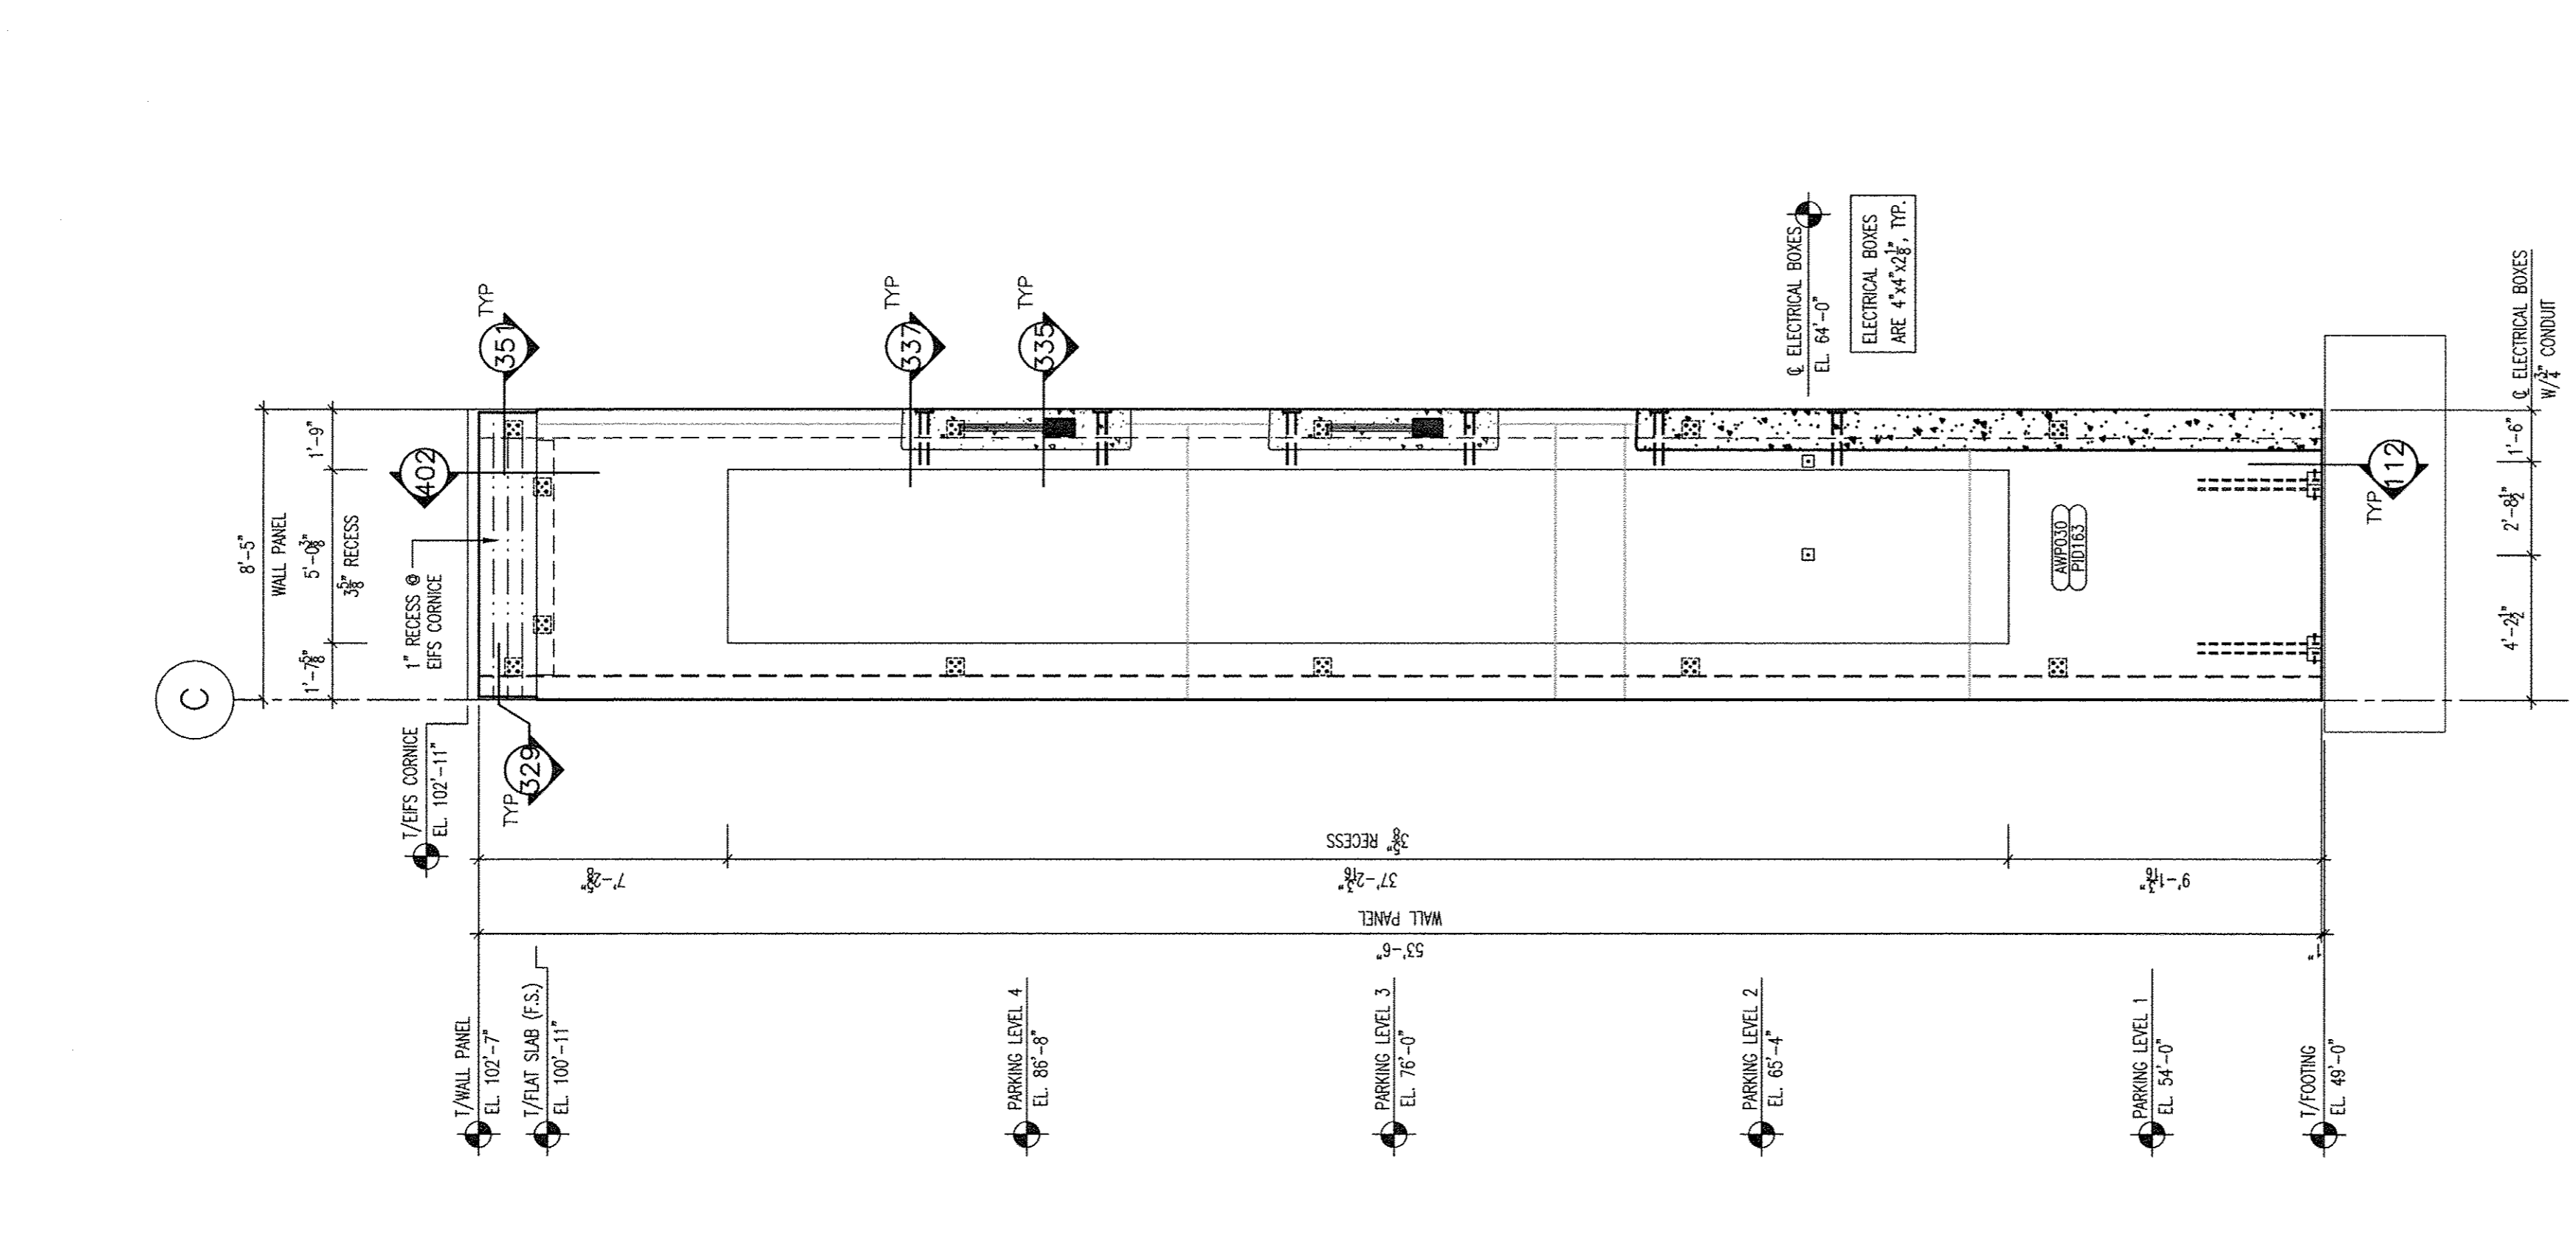 C
8'-5"
WALL PANEL
1'-7⅝"
5'-0⅜"
1'-9"
3⅝" RECESS
1" RECESS @
EIFS CORNICE
402
351
TYP
337
TYP
335
TYP
TYP
329
T/EIFS CORNICE
EL. 102'-11"
℄ ELECTRICAL BOXES
EL. 64'-0"
ELECTRICAL BOXES
ARE 4"x4"x2⅛", TYP.
AWP030
PID163
TYP
112
4'-2½"
2'-8½"
1'-6"
℄ ELECTRICAL BOXES
W/¾" CONDUIT
7'-2⅝"
37'-2 3/16"
3⅝" RECESS
9'-1 3/16"
53'-6"
WALL PANEL
1"
T/WALL PANEL
EL. 102'-7"
T/FLAT SLAB (F.S.)
EL. 100'-11"
PARKING LEVEL 4
EL. 86'-8"
PARKING LEVEL 3
EL. 76'-0"
PARKING LEVEL 2
EL. 65'-4"
PARKING LEVEL 1
EL. 54'-0"
T/FOOTING
EL. 49'-0"